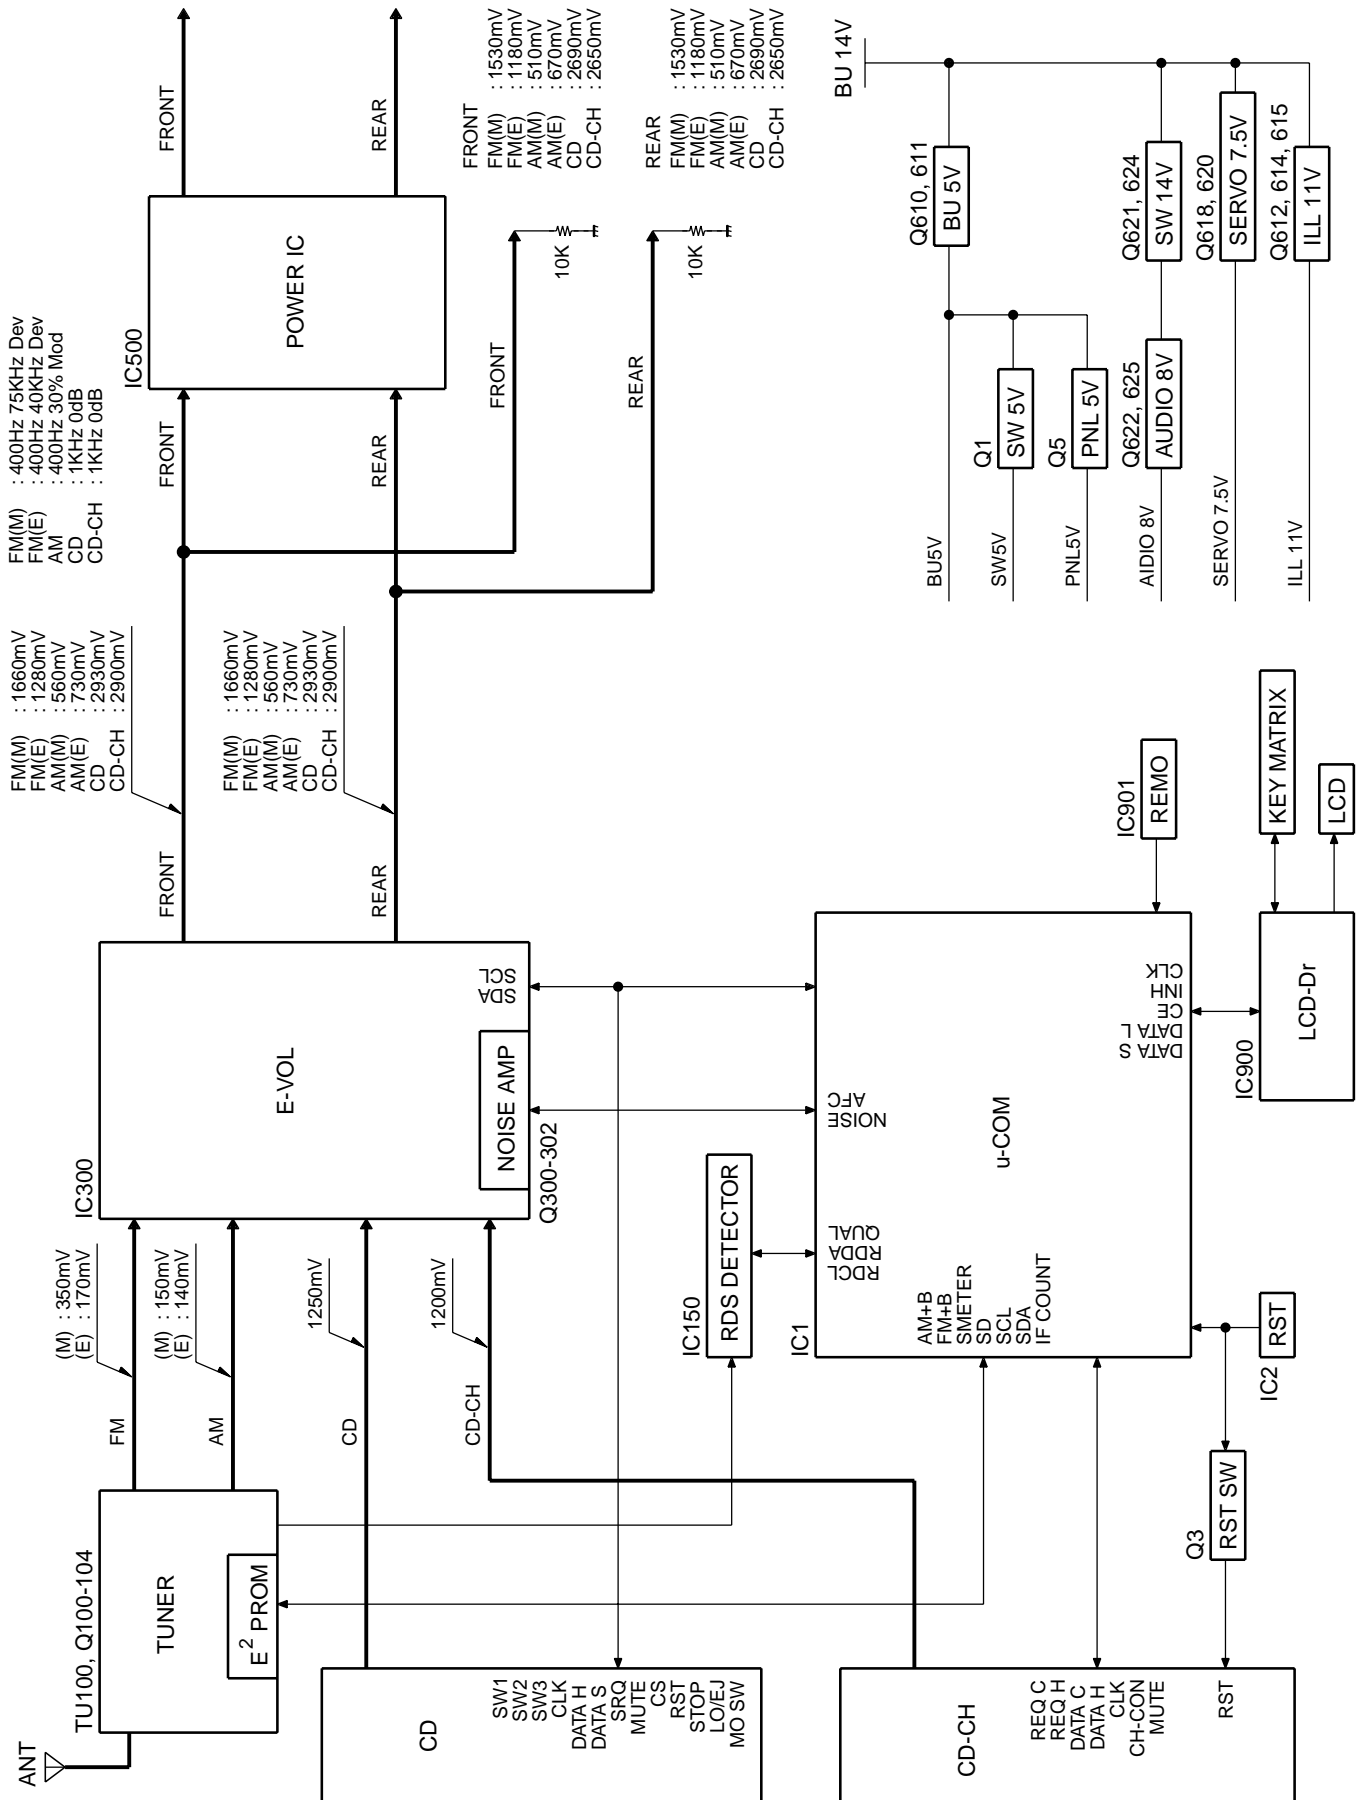 ANT
TU100, Q100-104
TUNER
E2 PROM
FM
AM
(M) : 350mV
(E) : 170mV
(M) : 150mV
(E) : 140mV
CD
1250mV
CD-CH
1200mV
IC300
E-VOL
NOISE AMP
Q300-302
SDA
SCL
FRONT
REAR
FM(M) : 1660mV
FM(E) : 1280mV
AM(M) : 560mV
AM(E) : 730mV
CD : 2930mV
CD-CH : 2900mV
FM(M) : 1660mV
FM(E) : 1280mV
AM(M) : 560mV
AM(E) : 730mV
CD : 2930mV
CD-CH : 2900mV
FM(M) : 400Hz 75KHz Dev
FM(E) : 400Hz 40KHz Dev
AM : 400Hz 30% Mod
CD : 1KHz 0dB
CD-CH : 1KHz 0dB
FRONT
REAR
IC500
POWER IC
FRONT
REAR
FRONT
10K
REAR
10K
FRONT
FM(M) : 1530mV
FM(E) : 1180mV
AM(M) : 510mV
AM(E) : 670mV
CD : 2690mV
CD-CH : 2650mV
REAR
FM(M) : 1530mV
FM(E) : 1180mV
AM(M) : 510mV
AM(E) : 670mV
CD : 2690mV
CD-CH : 2650mV
CD
SW1
SW2
SW3
CLK
DATA H
DATA S
SRQ
MUTE
CS
RST
STOP
LO/EJ
MO SW
CD-CH
REQ C
REQ H
DATA C
DATA H
CLK
CH-CON
MUTE
RST
IC150
RDS DETECTOR
IC1
u-COM
RDCL
RDDA
QUAL
NOISE
AFC
AM+B
FM+B
SMETER
SD
SCL
SDA
IF COUNT
DATA S
DATA L
CE
INH
CLK
Q3
RST SW
IC2
RST
IC900
LCD-Dr
IC901
REMO
KEY MATRIX
LCD
BU 14V
Q610, 611
BU 5V
BU5V
Q1
SW 5V
SW5V
Q5
PNL 5V
PNL5V
Q621, 624
SW 14V
Q622, 625
AUDIO 8V
AIDIO 8V
Q618, 620
SERVO 7.5V
SERVO 7.5V
Q612, 614, 615
ILL 11V
ILL 11V